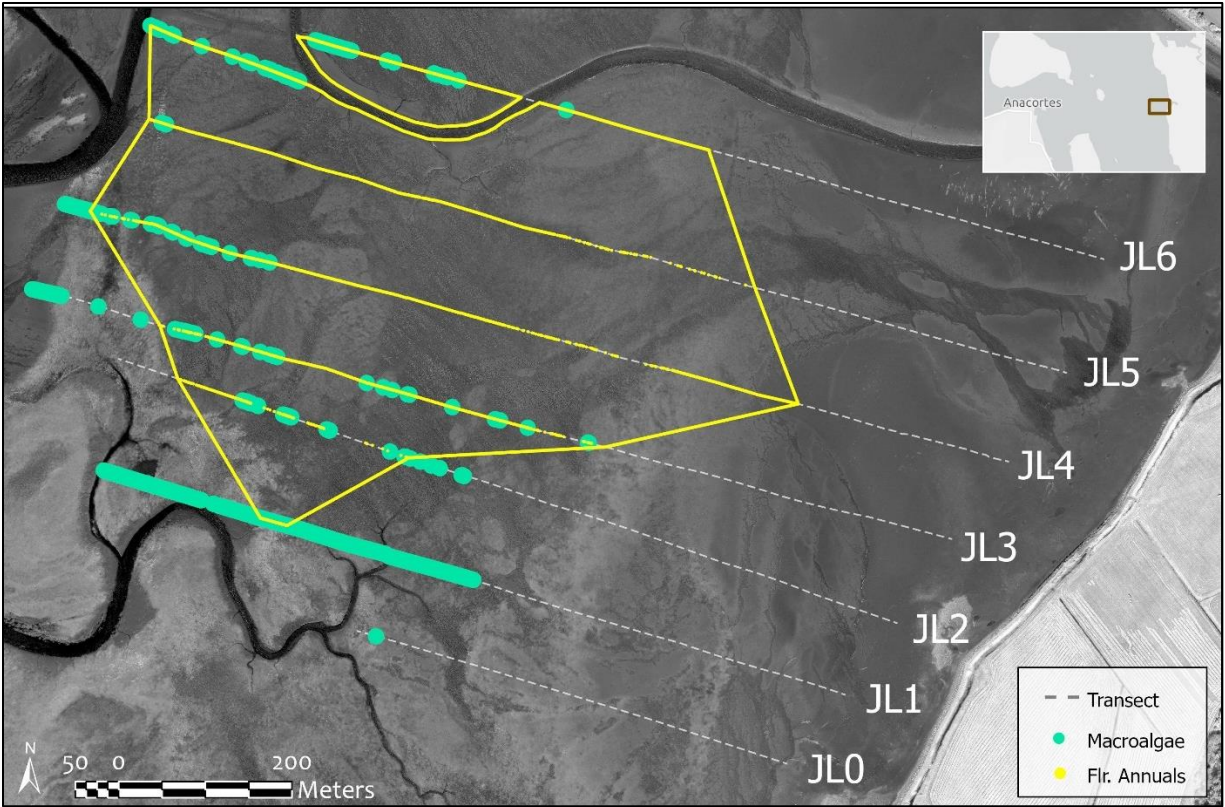 Anacortes
JL6
JL5
JL4
JL3
JL2
JL1
JL0
Transect
Macroalgae
Flr. Annuals
N
50 0 200
Meters